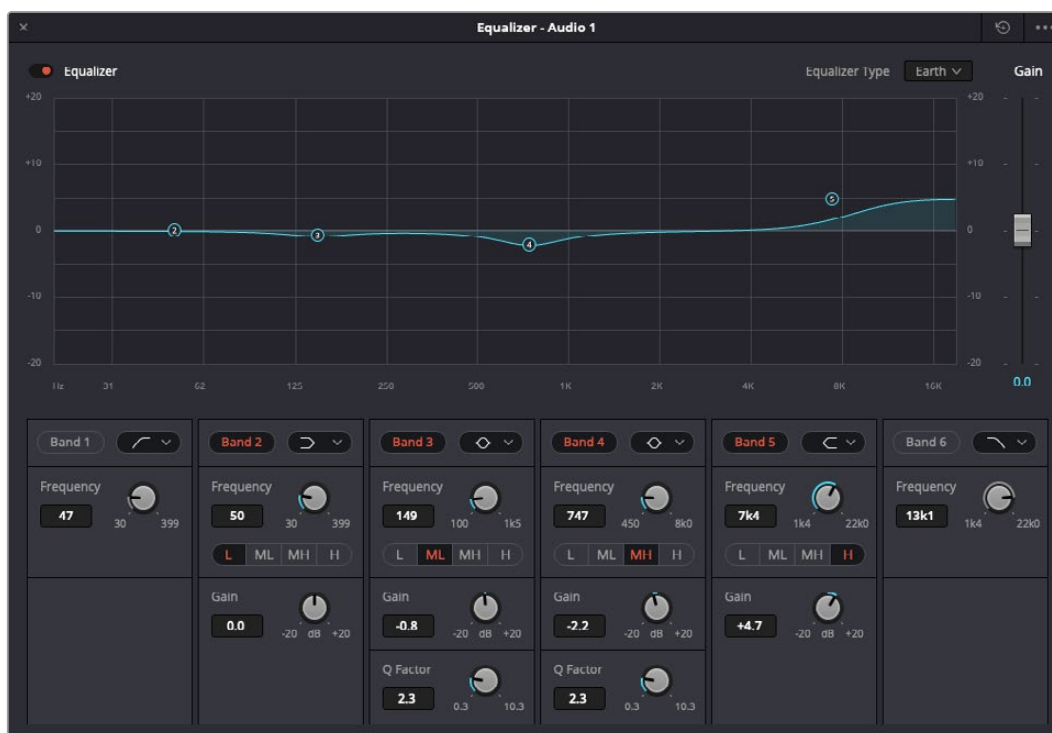 Equalizer - Audio 1
Equalizer Equalizer Type Earth Gain
+20 +20
+10 +10
0 0
-10 -10
-20 -20
Hz 31 62 125 250 500 1K 2K 4K 8K 16K 0.0
Band 1 Band 2 Band 3 Band 4 Band 5 Band 6
Frequency Frequency Frequency Frequency Frequency Frequency
47 30 399 50 30 399 149 100 1k5 747 450 8k0 7k4 1k4 22k0 13k1 1k4 22k0
L ML MH H L ML MH H L ML MH H L ML MH H
Gain Gain Gain Gain
0.0 -20 dB +20 -0.8 -20 dB +20 -2.2 -20 dB +20 +4.7 -20 dB +20
Q Factor Q Factor
2.3 0.3 10.3 2.3 0.3 10.3
2 3 4 5